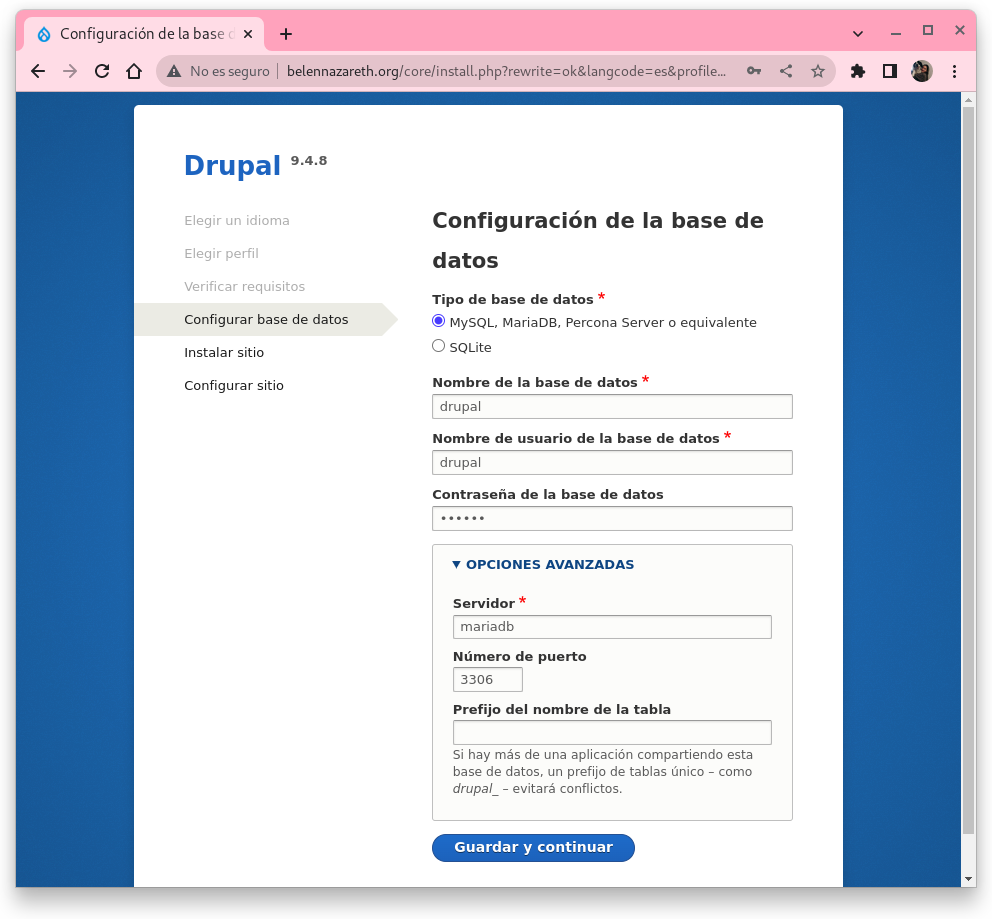 Configuración de la base d
No es seguro
belennazareth.org/core/install.php?rewrite=ok&langcode=es&profile...
Drupal 9.4.8
Elegir un idioma
Elegir perfil
Verificar requisitos
Configurar base de datos
Instalar sitio
Configurar sitio
Configuración de la base de
datos
Tipo de base de datos *
MySQL, MariaDB, Percona Server o equivalente
SQLite
Nombre de la base de datos *
drupal
Nombre de usuario de la base de datos *
drupal
Contraseña de la base de datos
••••••
▼ OPCIONES AVANZADAS
Servidor *
mariadb
Número de puerto
3306
Prefijo del nombre de la tabla
Si hay más de una aplicación compartiendo esta
base de datos, un prefijo de tablas único – como
drupal_ – evitará conflictos.
Guardar y continuar